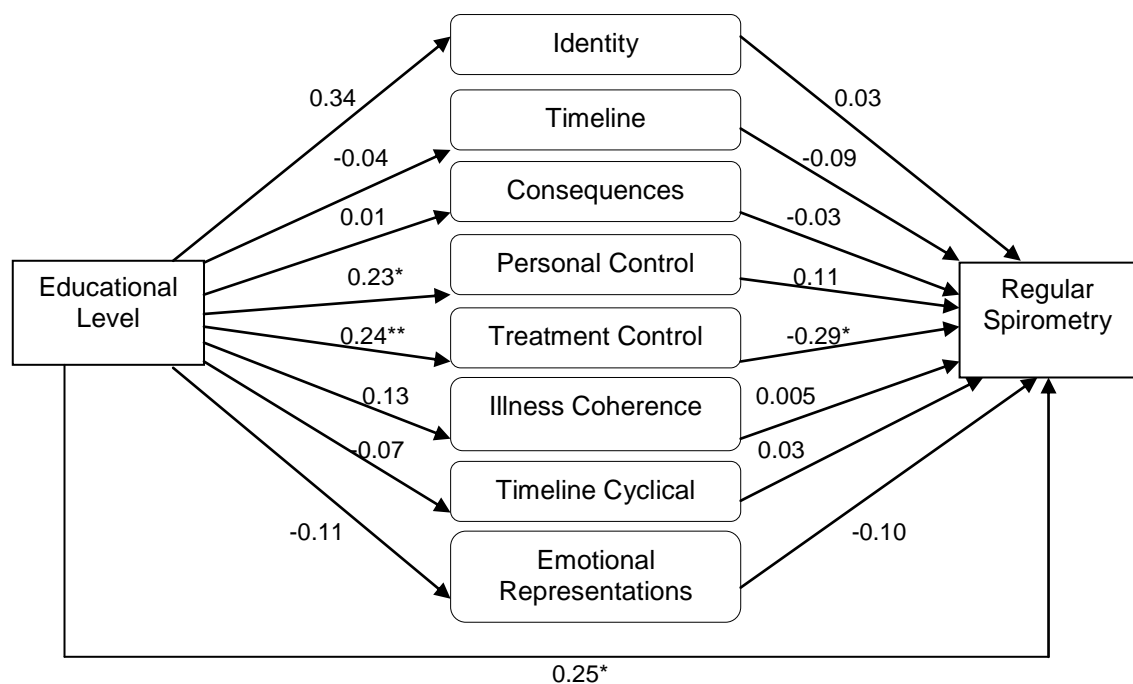 Identity
0.34
0.03
Timeline
-0.04
-0.09
Consequences
0.01
-0.03
Educational
Level
0.23*
Personal Control
0.11
Regular
Spirometry
0.24**
Treatment Control
-0.29*
0.13
Illness Coherence
0.005
-0.07
Timeline Cyclical
0.03
-0.11
Emotional
Representations
-0.10
0.25*